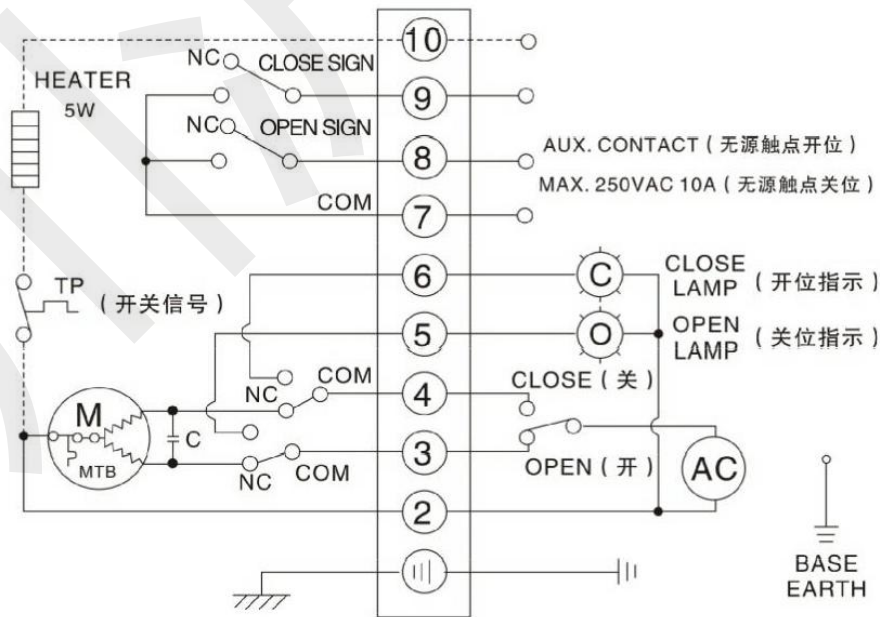 10
NC CLOSE SIGN
HEATER
5W
9
NC OPEN SIGN
8
AUX. CONTACT（无源触点开位）
MAX. 250VAC 10A（无源触点关位）
COM
7
6
C
CLOSE LAMP（开位指示）
TP（开关信号）
5
O
OPEN LAMP（关位指示）
COM
4
CLOSE（关）
NC
M
C
MTB
3
NC COM
OPEN（开）
AC
2
BASE
EARTH